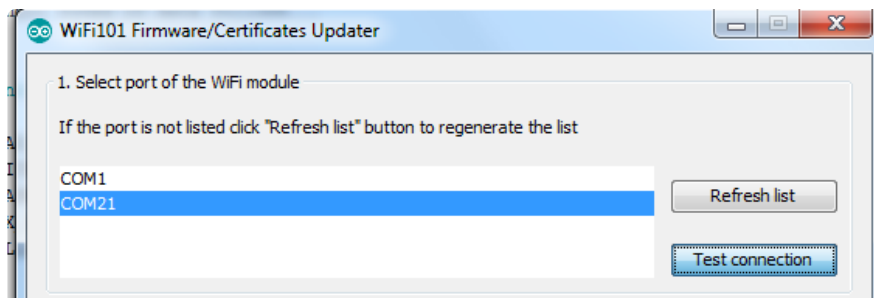 WiFi101 Firmware/Certificates Updater
1. Select port of the WiFi module
If the port is not listed click "Refresh list" button to regenerate the list
COM1
COM21
Refresh list
Test connection